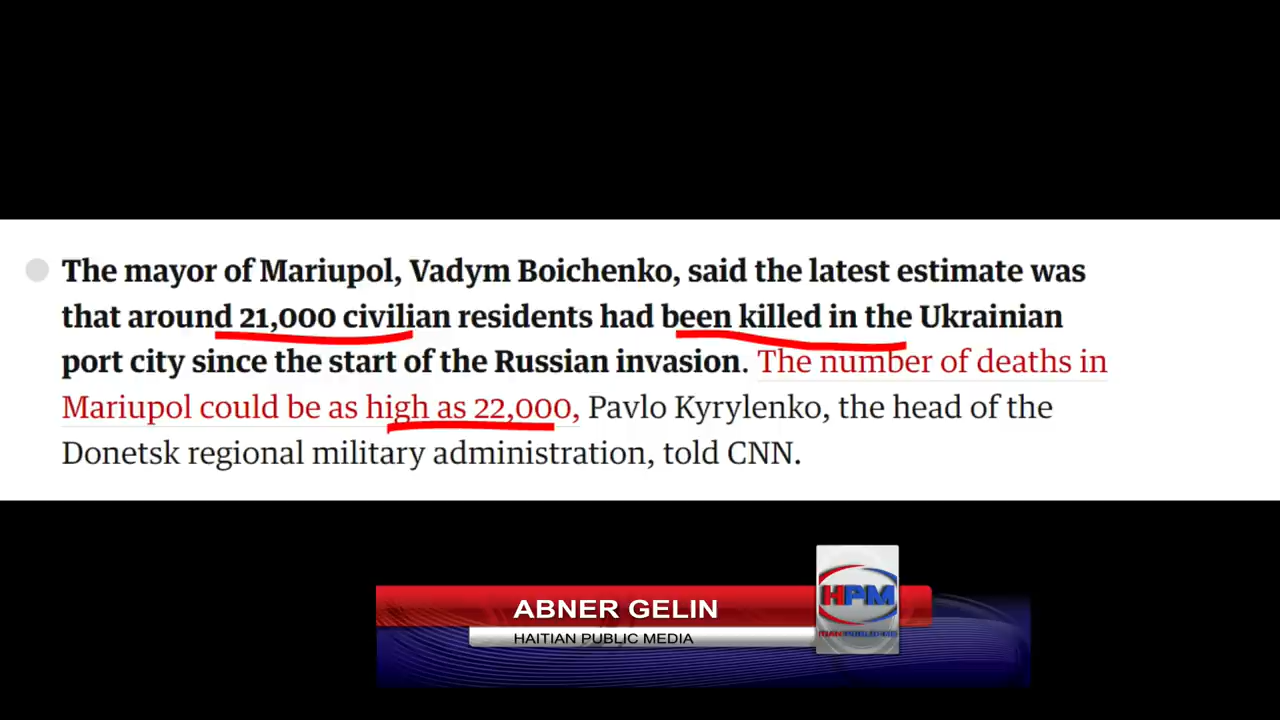 The mayor of Mariupol, Vadym Boichenko, said the latest estimate was
that around 21,000 civilian residents had been killed in the Ukrainian
port city since the start of the Russian invasion. The number of deaths in
Mariupol could be as high as 22,000, Pavlo Kyrylenko, the head of the
Donetsk regional military administration, told CNN.
ABNER GELIN
HAITIAN PUBLIC MEDIA
HPM